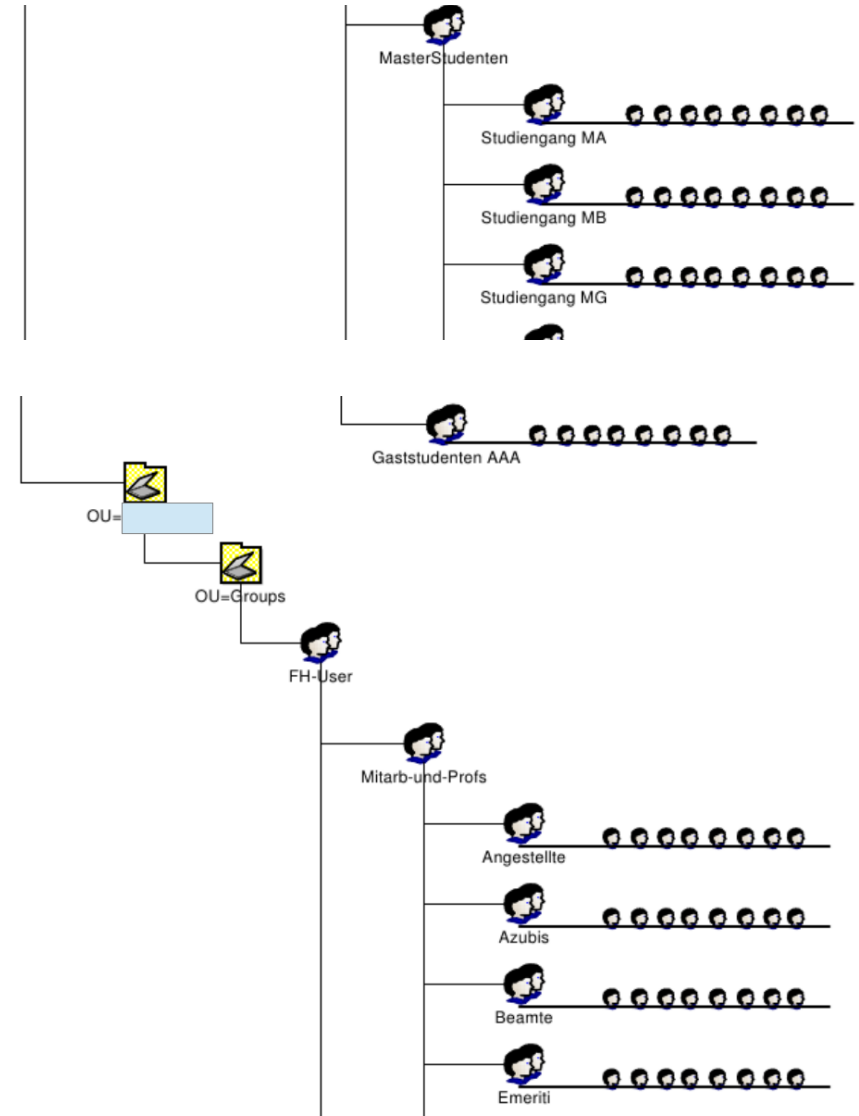 MasterStudenten
Studiengang MA
Studiengang MB
Studiengang MG
Gaststudenten AAA
OU=
OU=Groups
FH-User
Mitarb-und-Profs
Angestellte
Azubis
Beamte
Emeriti